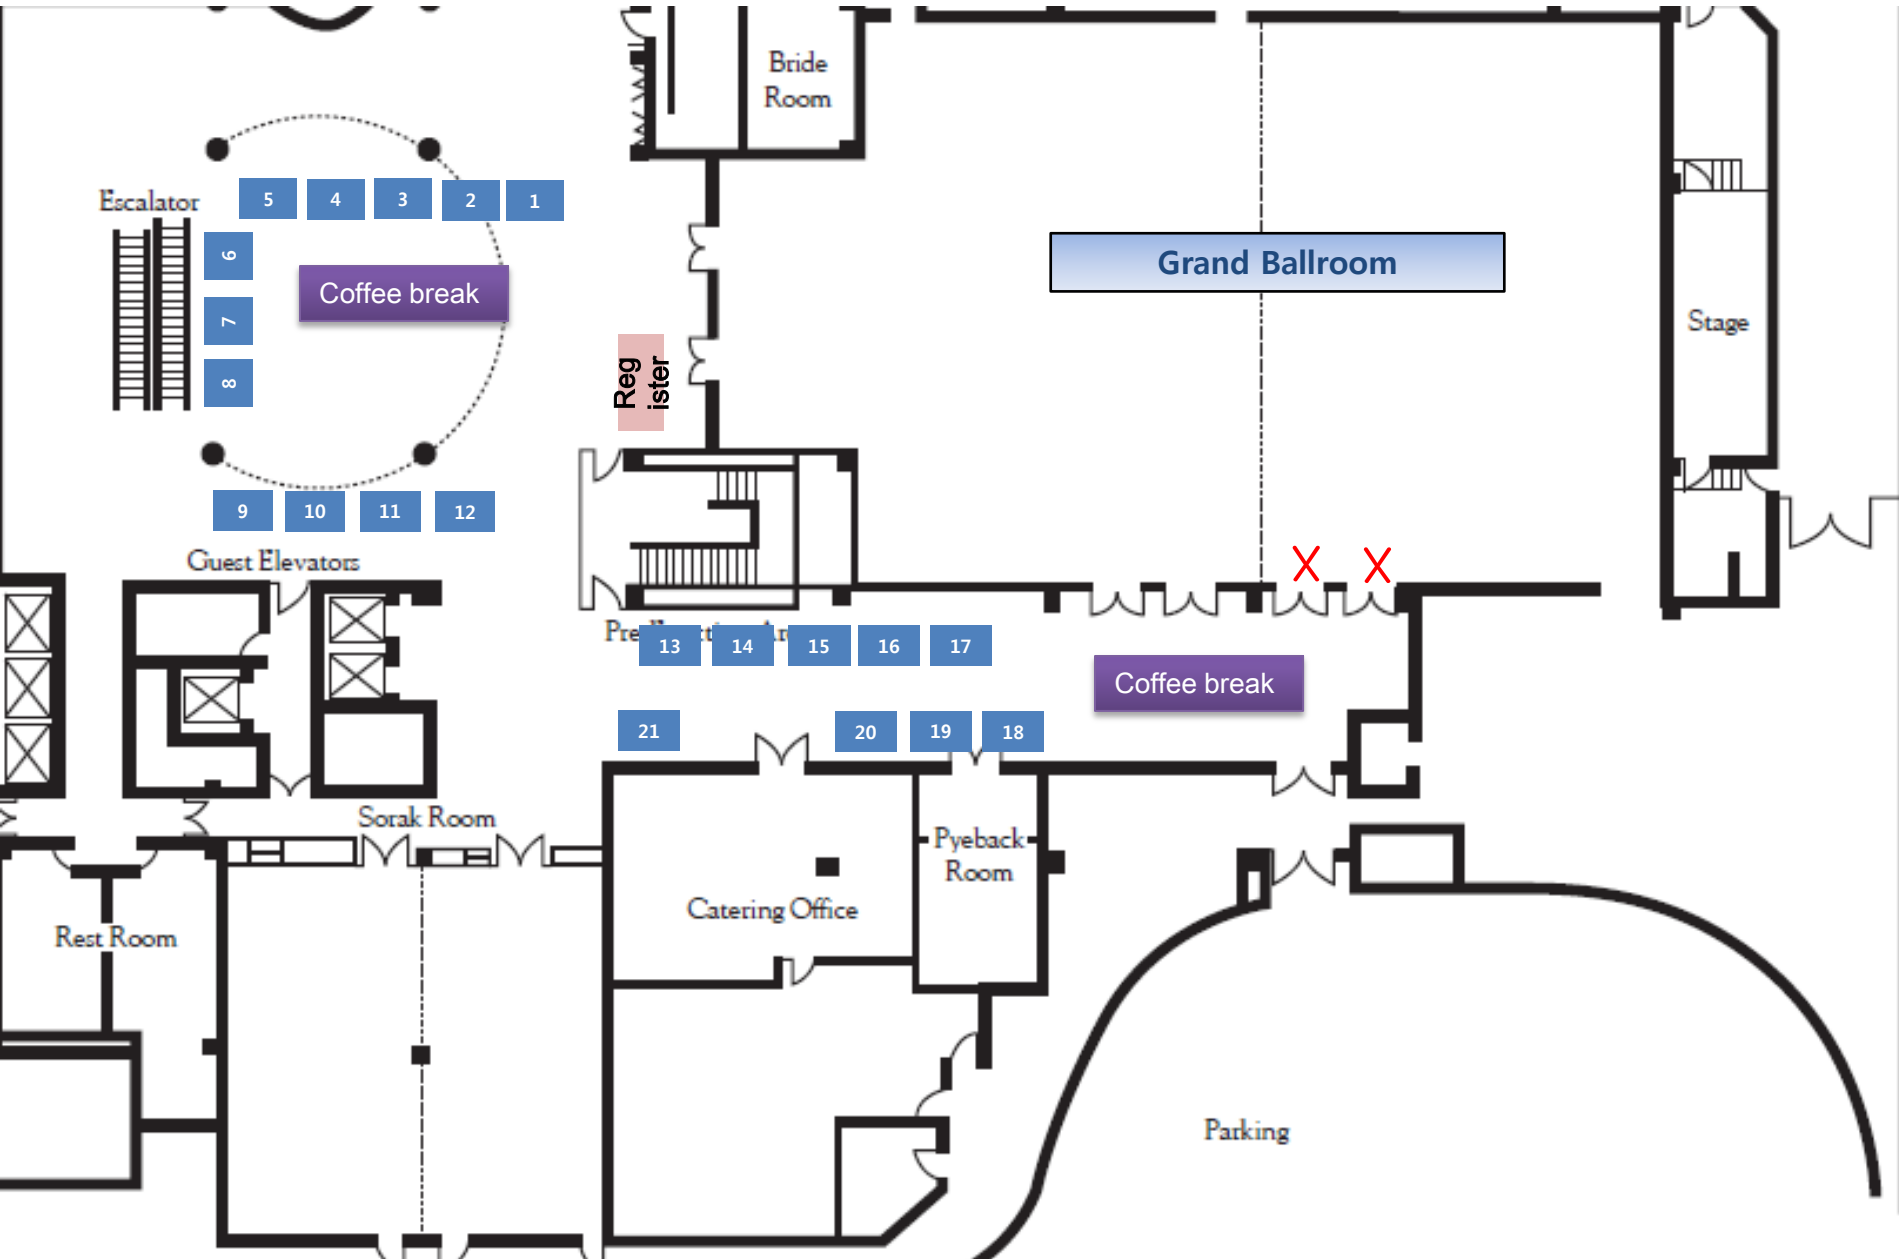 Bride
Room
Escalator
5
4
3
2
1
6
7
8
Coffee break
Grand Ballroom
Stage
Reg
ister
9
10
11
12
Guest Elevators
13
14
15
16
17
Coffee break
21
20
19
18
Sorak Room
Pyeback
Room
Catering Office
Rest Room
Parking